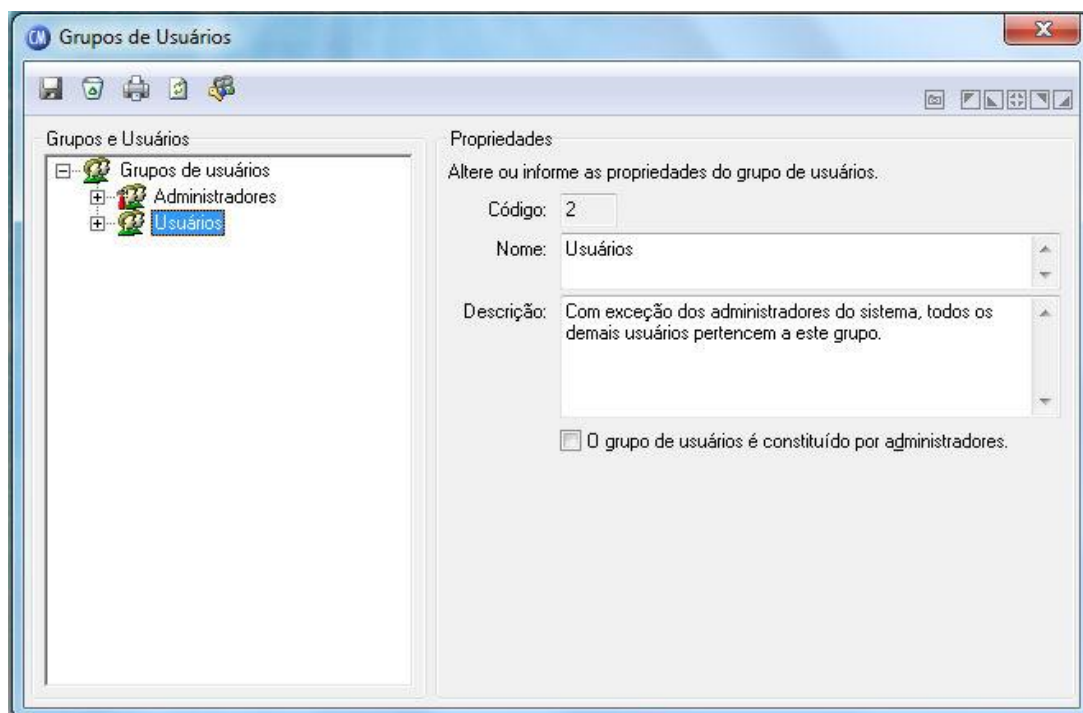 CM Grupos de Usuários
Grupos e Usuários
Grupos de usuários
Administradores
Usuários
Propriedades
Altere ou informe as propriedades do grupo de usuários.
Código: 2
Nome: Usuários
Descrição: Com exceção dos administradores do sistema, todos os
demais usuários pertencem a este grupo.
O grupo de usuários é constituído por administradores.